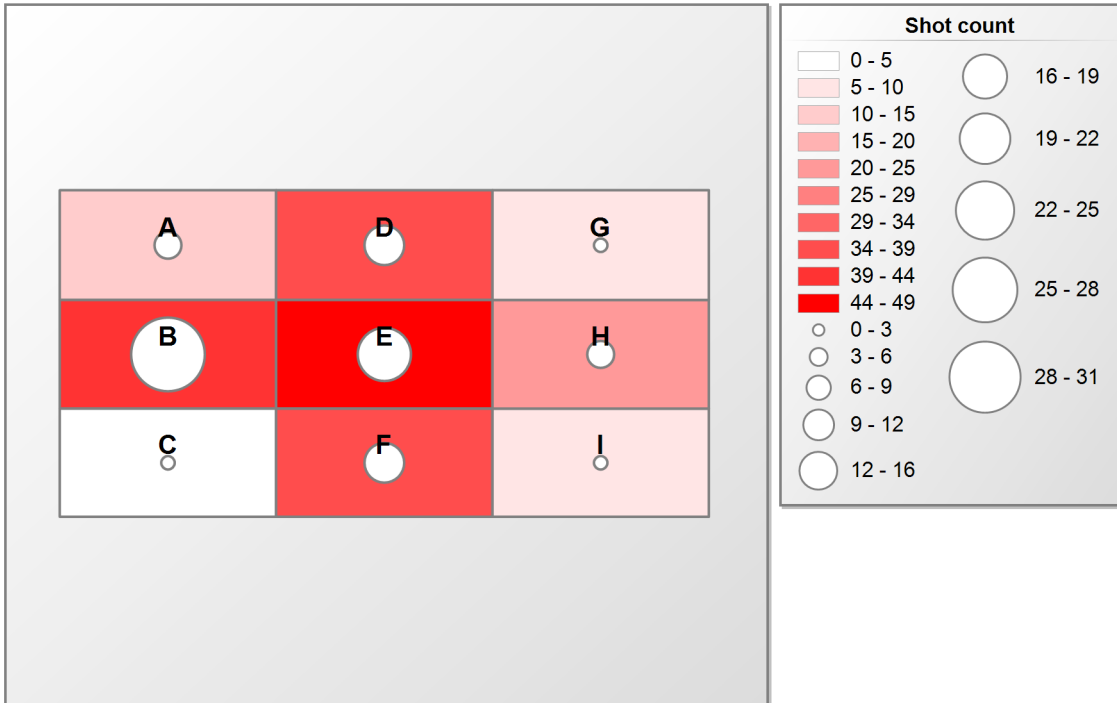 Shot count
0 - 5
5 - 10
10 - 15
15 - 20
20 - 25
25 - 29
29 - 34
34 - 39
39 - 44
44 - 49
0 - 3
3 - 6
6 - 9
9 - 12
12 - 16
16 - 19
19 - 22
22 - 25
25 - 28
28 - 31
A D G
B E H
C F I